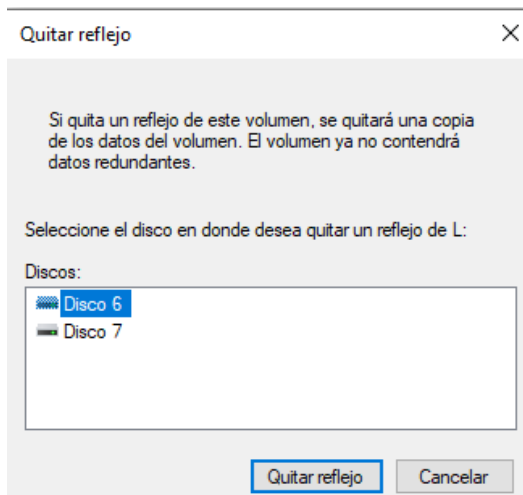 Quitar reflejo
Si quita un reflejo de este volumen, se quitará una copia
de los datos del volumen. El volumen ya no contendrá
datos redundantes.
Seleccione el disco en donde desea quitar un reflejo de L:
Discos:
Disco 6
Disco 7
Quitar reflejo Cancelar